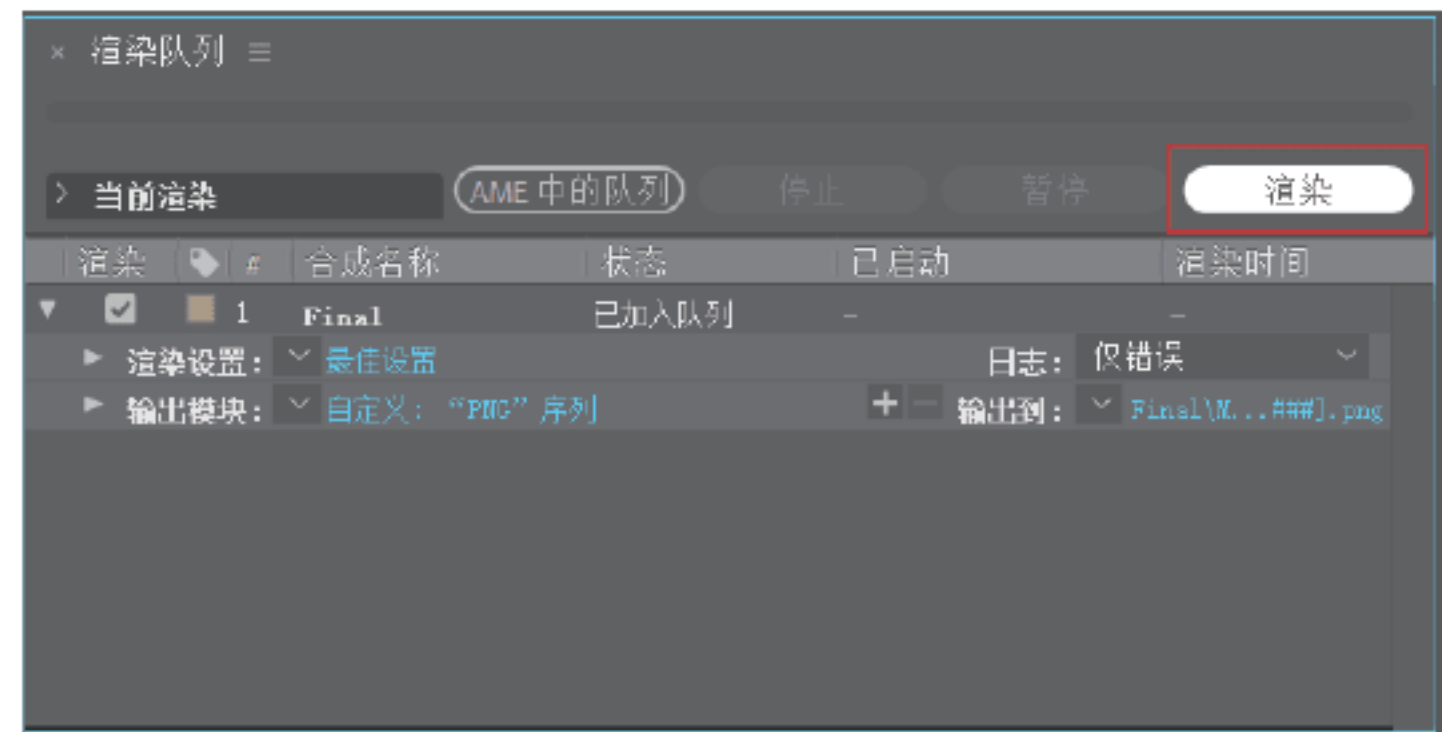 × 渲染队列 ≡
当前渲染 AME 中的队列 停止 暂停 渲染
渲染 # 合成名称 状态 已启动 渲染时间
1 Final 已加入队列 - -
渲染设置: 最佳设置 日志: 仅错误
输出模块: 自定义: “PNG” 序列 + - 输出到: Final\M...###].png